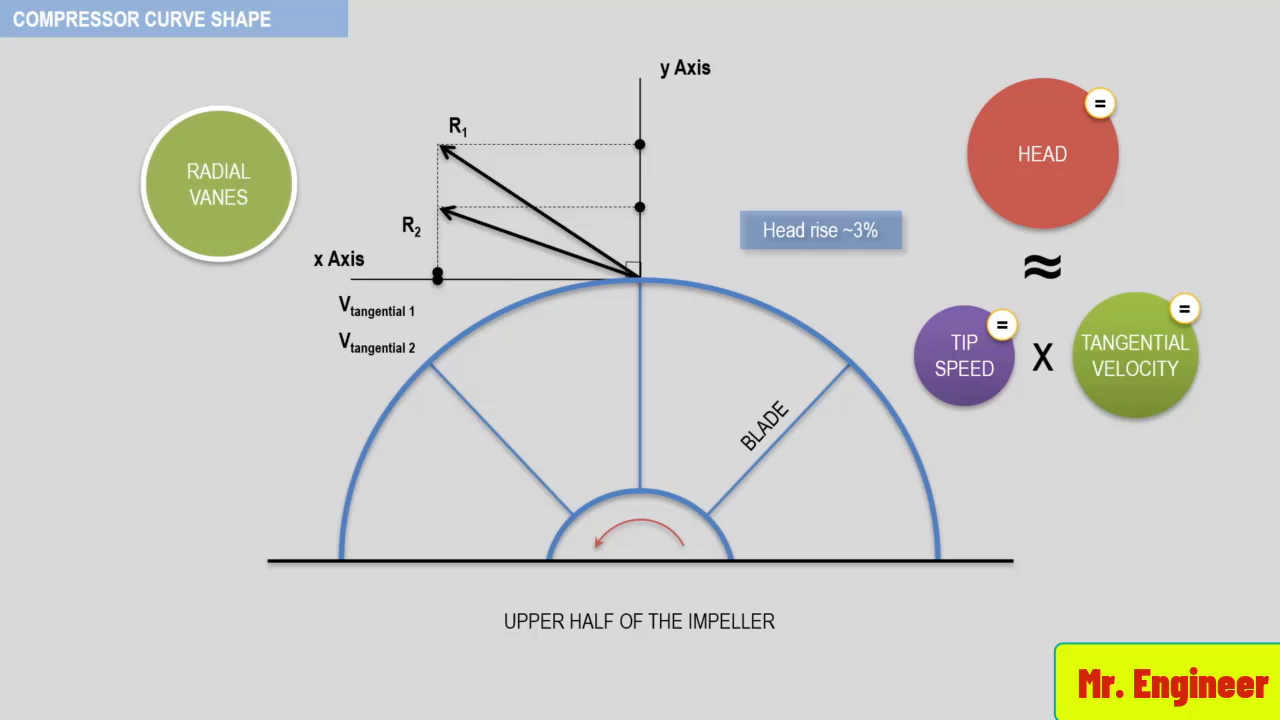 COMPRESSOR CURVE SHAPE
y Axis
R1
RADIAL
VANES
R2
x Axis
Vtangential 1
Vtangential 2
Head rise ~3%
HEAD
=
≈
TIP
SPEED
=
X
TANGENTIAL
VELOCITY
=
BLADE
UPPER HALF OF THE IMPELLER
Mr. Engineer